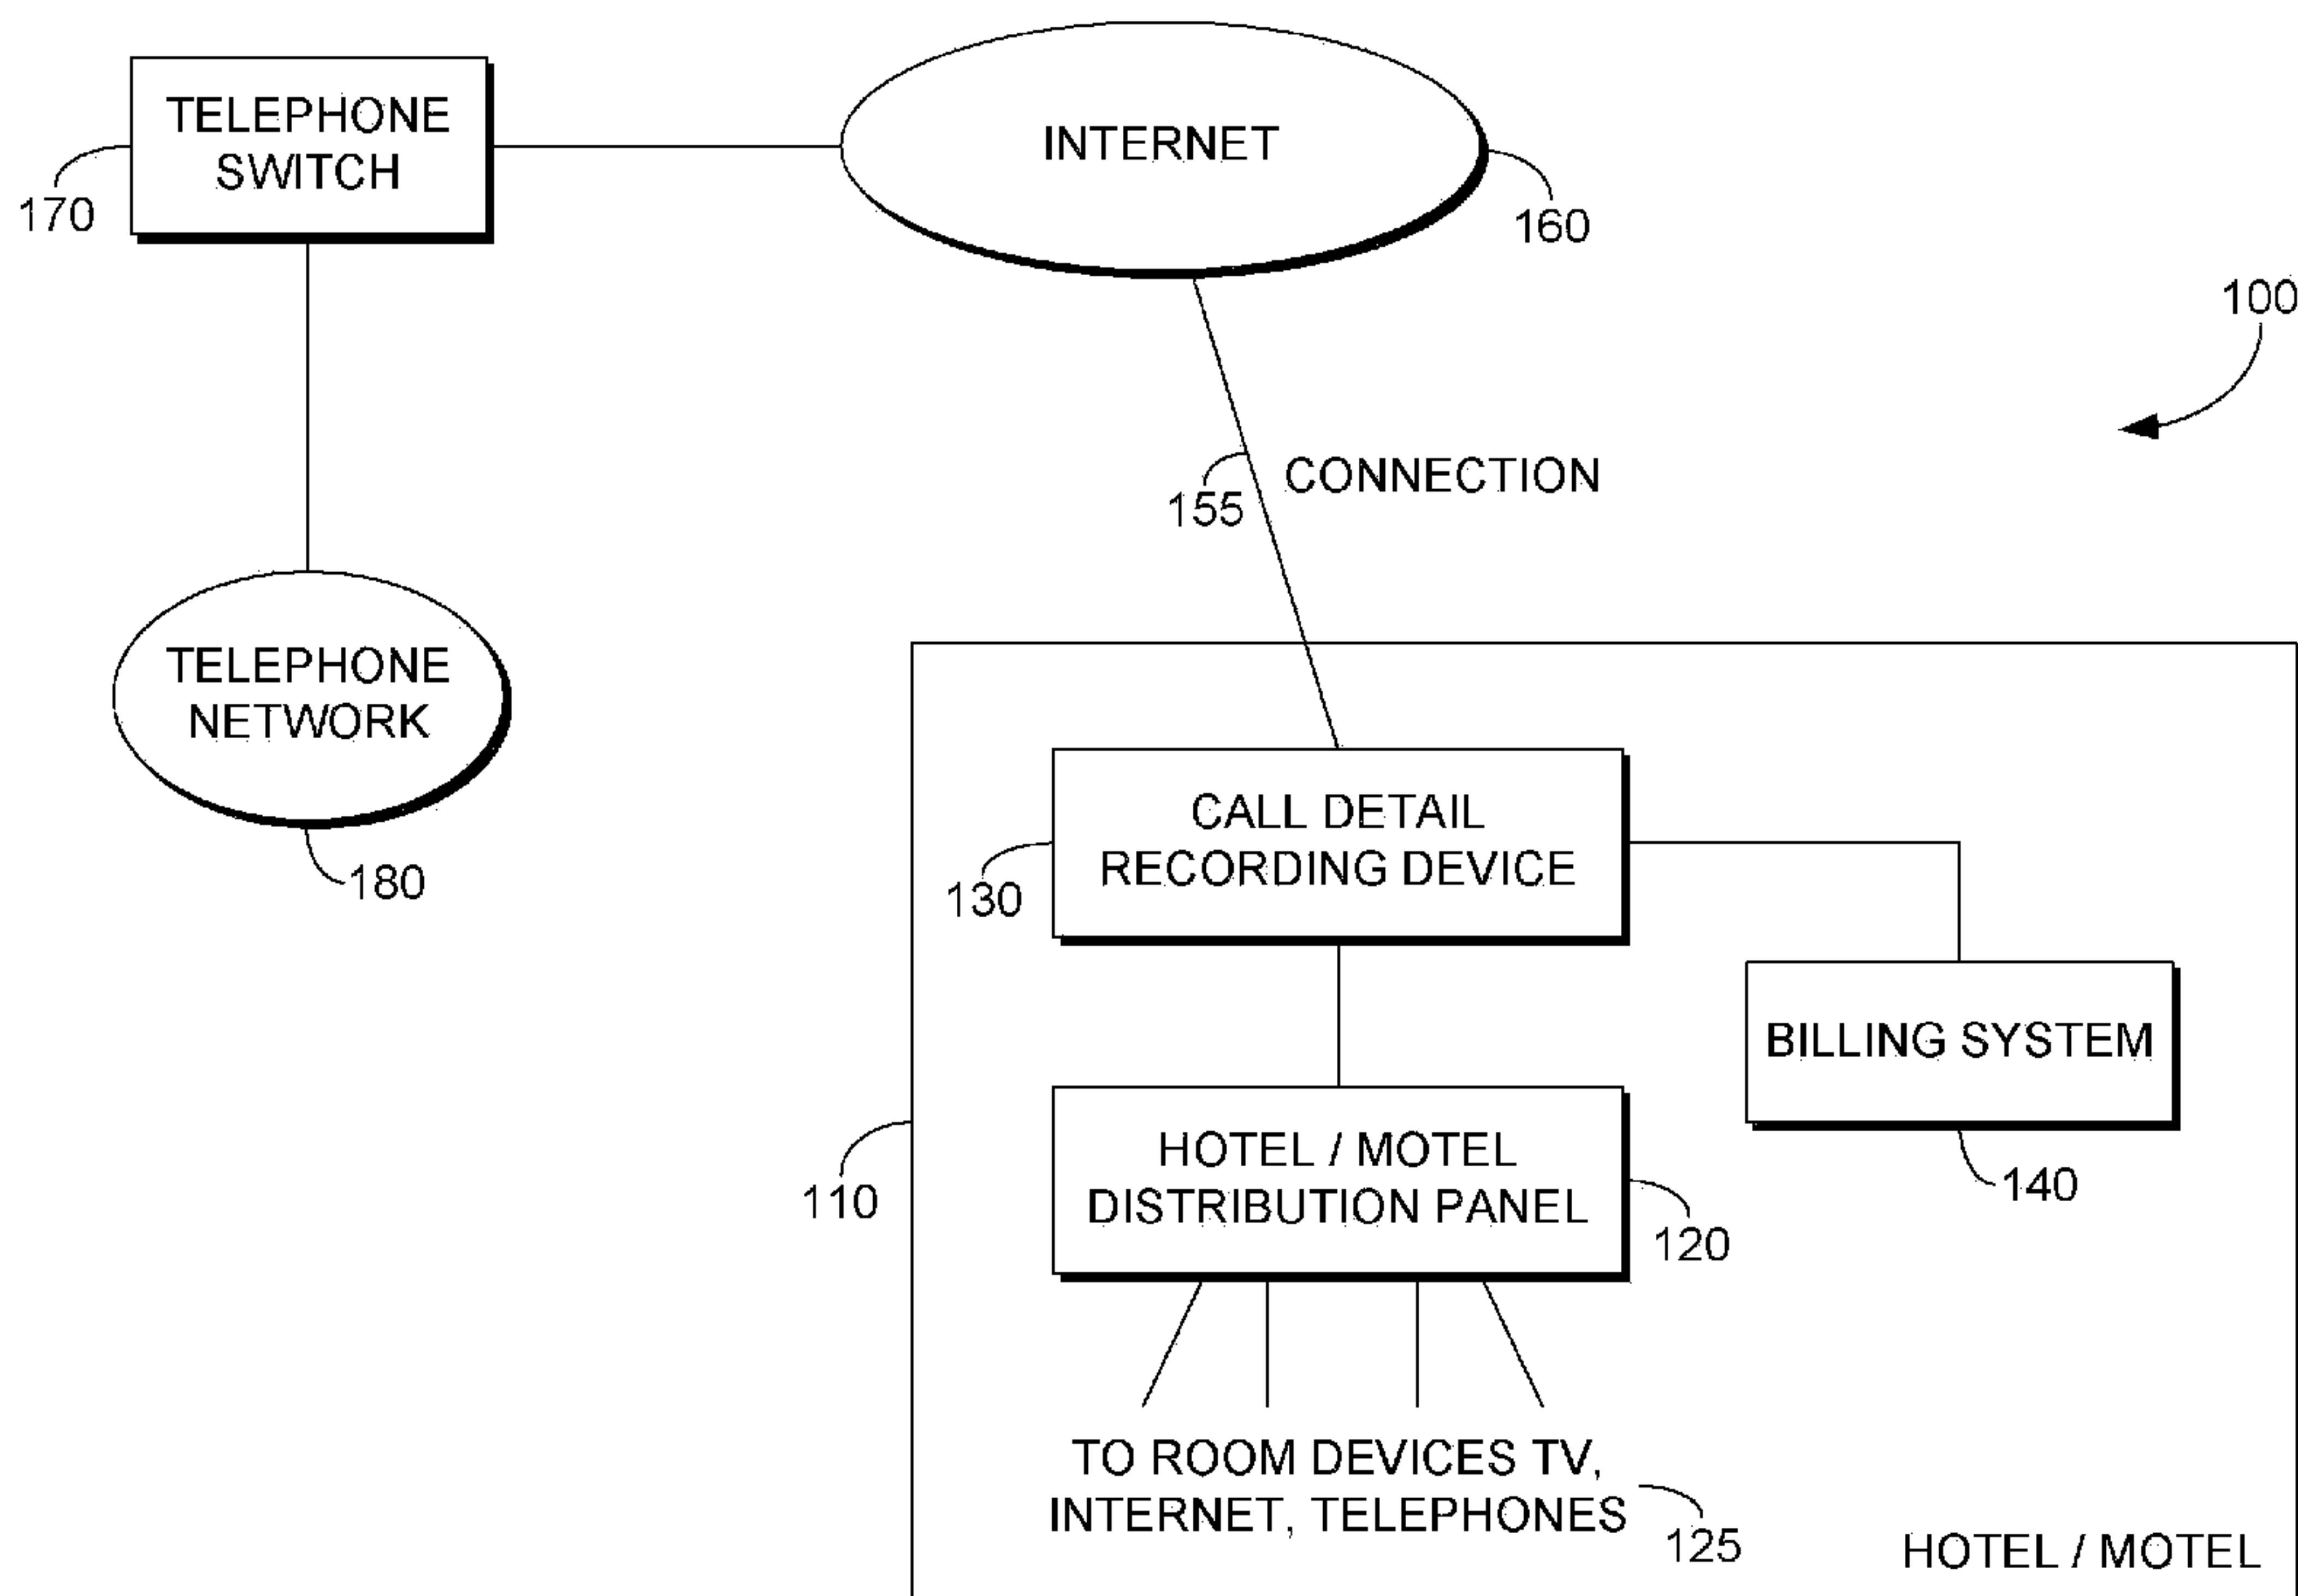 TELEPHONE
SWITCH
170
INTERNET
160
100
CONNECTION
155
TELEPHONE
NETWORK
180
CALL DETAIL
RECORDING DEVICE
130
BILLING SYSTEM
140
HOTEL / MOTEL
DISTRIBUTION PANEL
110
120
TO ROOM DEVICES TV,
INTERNET, TELEPHONES
125
HOTEL / MOTEL